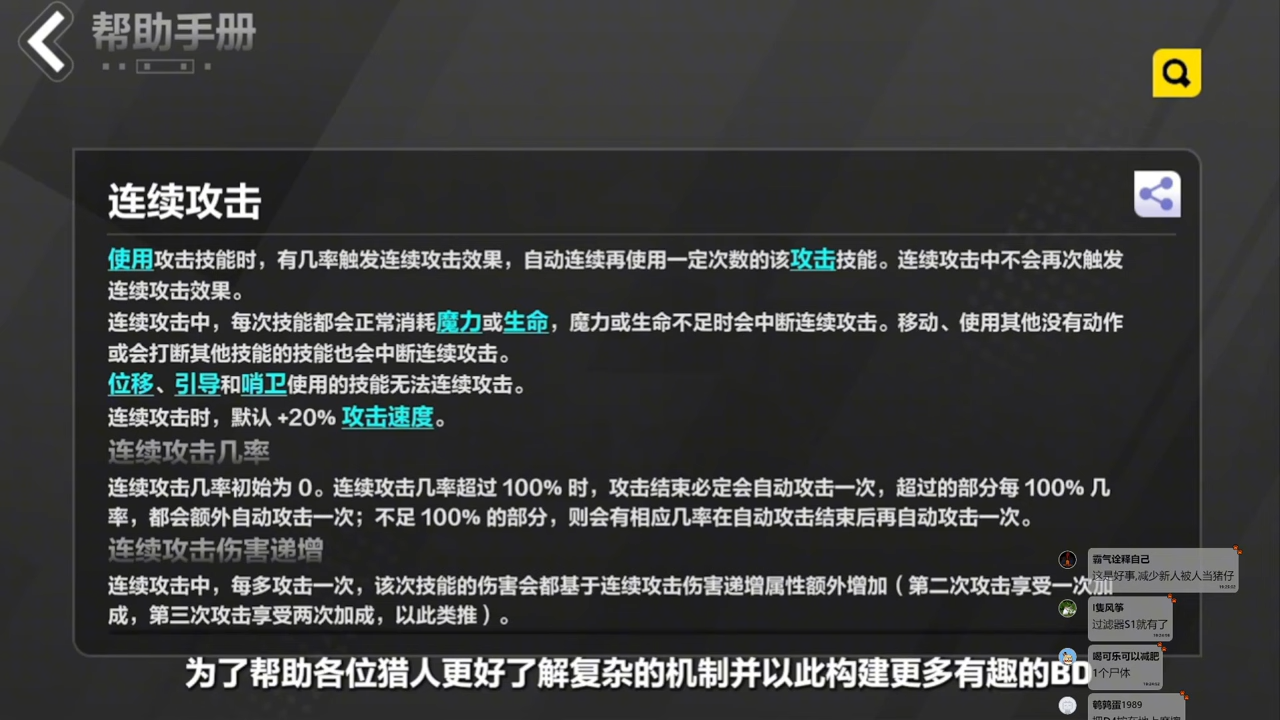 帮助手册
连续攻击
使用攻击技能时，有几率触发连续攻击效果，自动连续再使用一定次数的该攻击技能。连续攻击中不会再次触发
连续攻击效果。
连续攻击中，每次技能都会正常消耗魔力或生命，魔力或生命不足时会中断连续攻击。移动、使用其他没有动作
或会打断其他技能的技能也会中断连续攻击。
位移、引导和哨卫使用的技能无法连续攻击。
连续攻击时，默认 +20% 攻击速度。
连续攻击几率
连续攻击几率初始为 0。连续攻击几率超过 100% 时，攻击结束必定会自动攻击一次，超过的部分每 100% 几
率，都会额外自动攻击一次；不足 100% 的部分，则会有相应几率在自动攻击结束后再自动攻击一次。
连续攻击伤害递增
连续攻击中，每多攻击一次，该次技能的伤害会都基于连续攻击伤害递增属性额外增加（第二次攻击享受一次加
成，第三次攻击享受两次加成，以此类推）。
为了帮助各位猎人更好了解复杂的机制并以此构建更多有趣的BD
霸气诠释自己
这是好事,减少新人被人当猪仔
隻风筝
过滤器S1就有了
喝可乐可以减肥
1个尸体
鹌鹑蛋1989